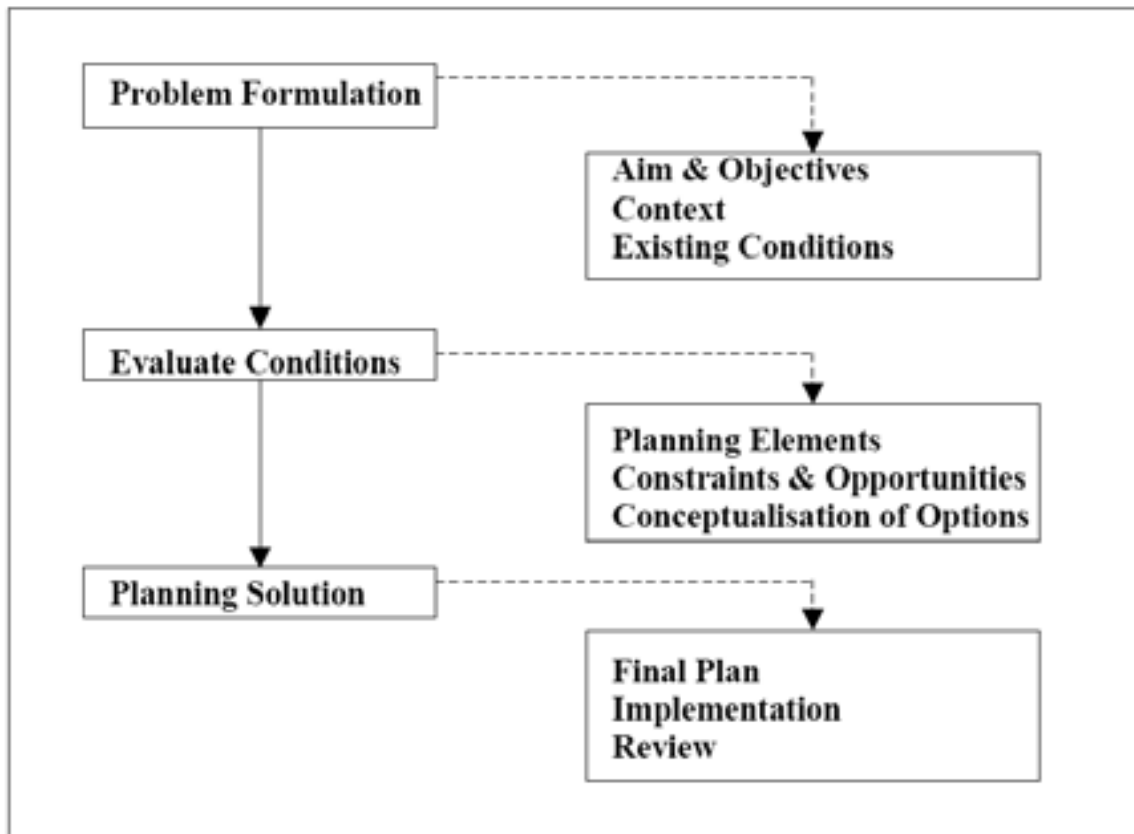 Problem Formulation
Aim & Objectives
Context
Existing Conditions
Evaluate Conditions
Planning Elements
Constraints & Opportunities
Conceptualisation of Options
Planning Solution
Final Plan
Implementation
Review